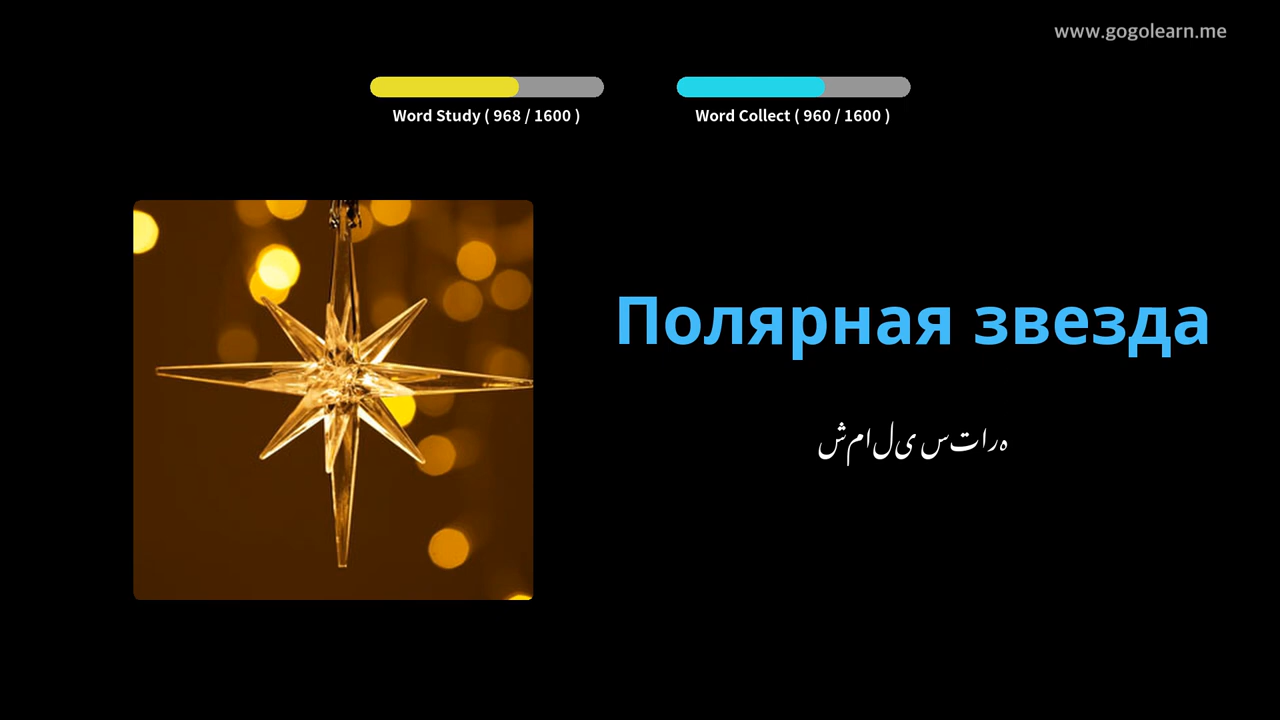 www.gogolearn.me
Word Study ( 968 / 1600 )
Word Collect ( 960 / 1600 )
Полярная звезда
شمالی ستارہ